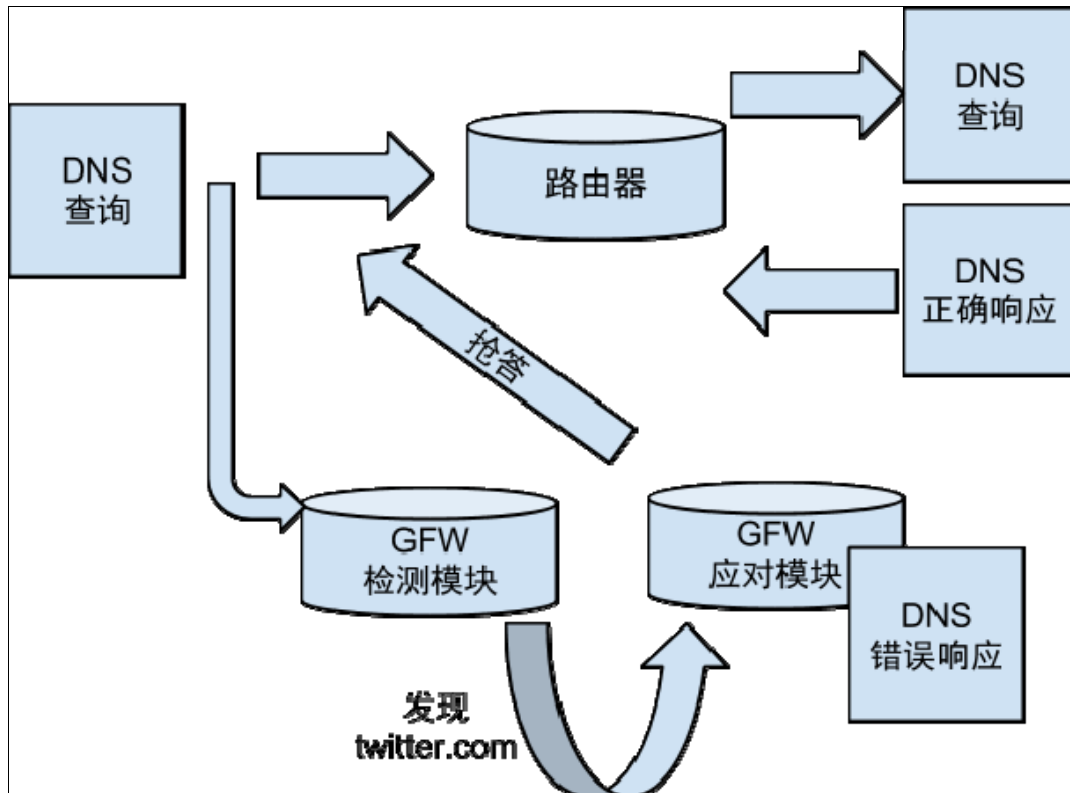 DNS
查询
路由器
DNS
查询
DNS
正确响应
抢答
GFW
检测模块
GFW
应对模块
DNS
错误响应
发现
twitter.com